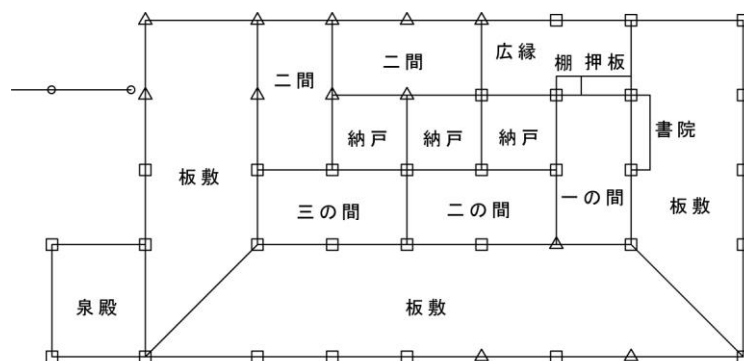 広縁
二間
二間
棚 押板
書院
納戸 納戸 納戸
板敷
三の間
二の間
一の間
板敷
泉殿
板敷